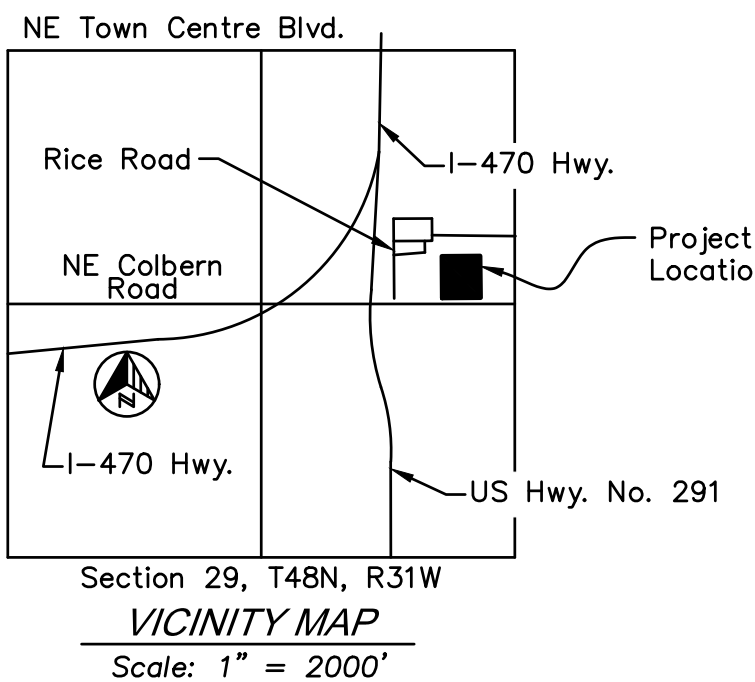 NE Town Centre Blvd.
Rice Road
I-470 Hwy.
Project
Locatio
NE Colbern
Road
N
I-470 Hwy.
US Hwy. No. 291
Section 29, T48N, R31W
VICINITY MAP
Scale: 1" = 2000'